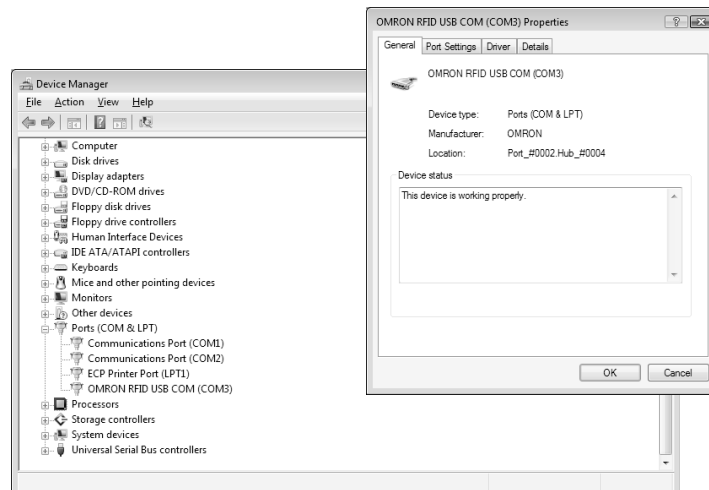 OMRON RFID USB COM (COM3) Properties
General Port Settings Driver Details
OMRON RFID USB COM (COM3)
Device type: Ports (COM & LPT)
Manufacturer: OMRON
Location: Port_#0002.Hub_#0004
Device status
This device is working properly.
OK Cancel
Device Manager
File Action View Help
Computer
Disk drives
Display adapters
DVD/CD-ROM drives
Floppy disk drives
Floppy drive controllers
Human Interface Devices
IDE ATA/ATAPI controllers
Keyboards
Mice and other pointing devices
Monitors
Other devices
Ports (COM & LPT)
Communications Port (COM1)
Communications Port (COM2)
ECP Printer Port (LPT1)
OMRON RFID USB COM (COM3)
Processors
Storage controllers
System devices
Universal Serial Bus controllers